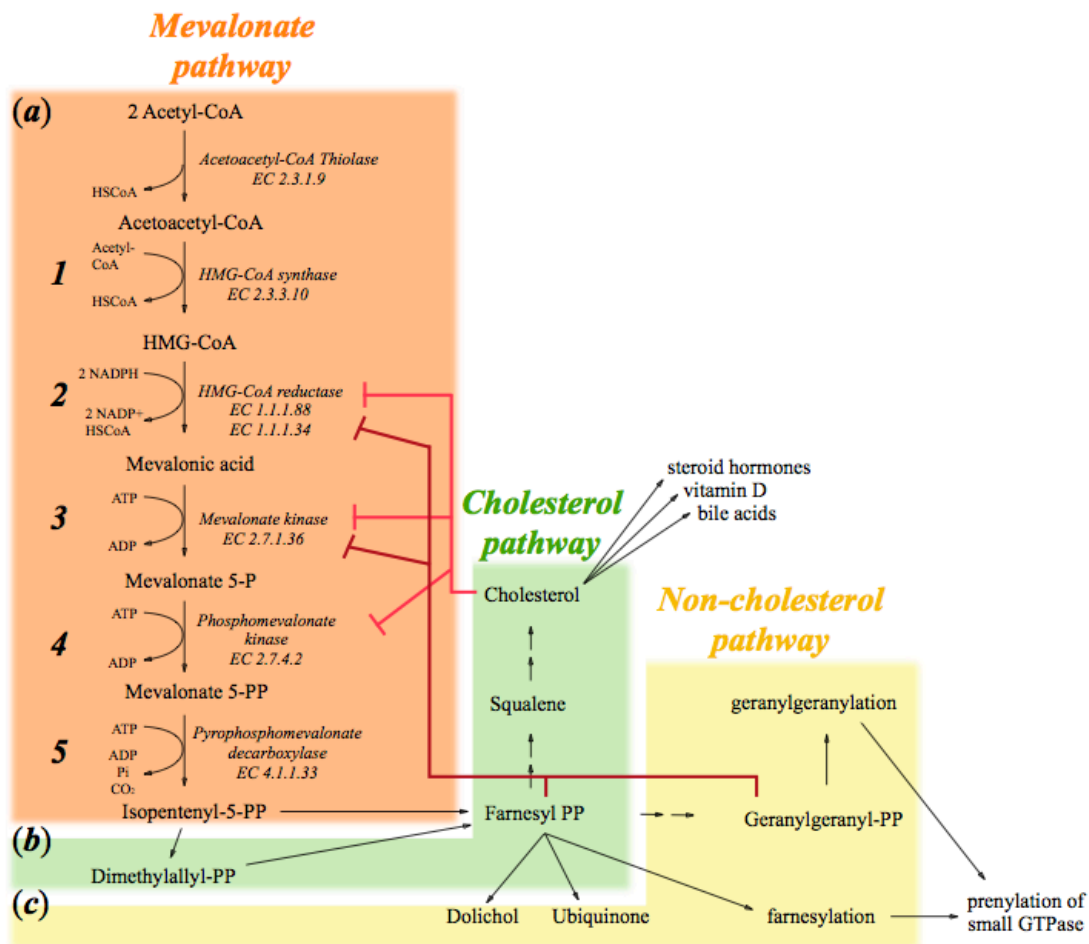 Mevalonate
pathway
(a)
2 Acetyl-CoA
Acetoacetyl-CoA Thiolase
EC 2.3.1.9
HSCoA
Acetoacetyl-CoA
1
Acetyl-
CoA
HSCoA
HMG-CoA synthase
EC 2.3.3.10
HMG-CoA
2
2 NADPH
2 NADP+
HSCoA
HMG-CoA reductase
EC 1.1.1.88
EC 1.1.1.34
Mevalonic acid
3
ATP
ADP
Mevalonate kinase
EC 2.7.1.36
Mevalonate 5-P
4
ATP
ADP
Phosphomevalonate
kinase
EC 2.7.4.2
Mevalonate 5-PP
5
ATP
ADP
Pi
CO₂
Pyrophosphomevalonate
decarboxylase
EC 4.1.1.33
Isopentenyl-5-PP
(b)
Dimethylallyl-PP
(c)
Cholesterol
pathway
steroid hormones
vitamin D
bile acids
Cholesterol
Squalene
Farnesyl PP
Dolichol
Ubiquinone
Non-cholesterol
pathway
geranylgeranylation
Geranylgeranyl-PP
farnesylation
prenylation of
small GTPase